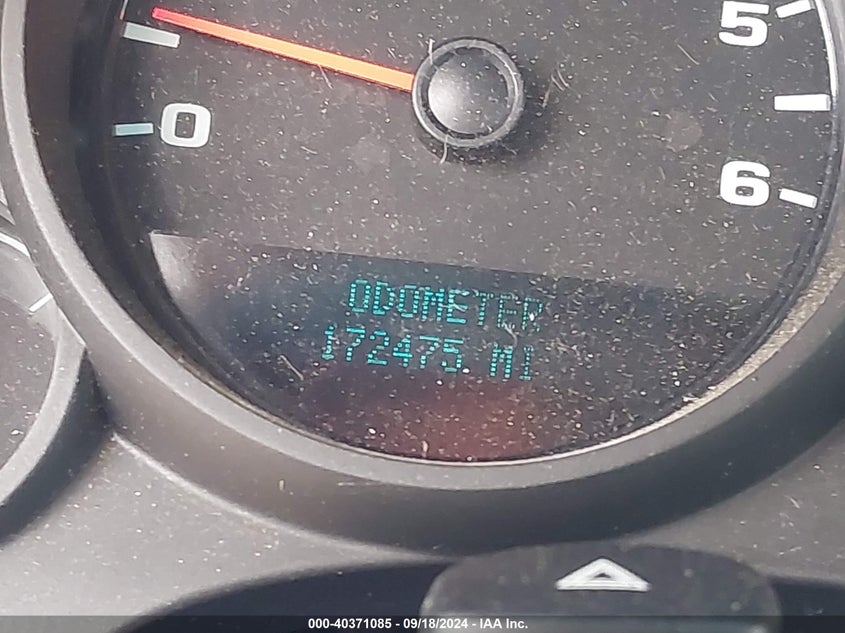 5
0
6
ODOMETER
172475 MI
000-40371085 - 09/18/2024 - IAA Inc.